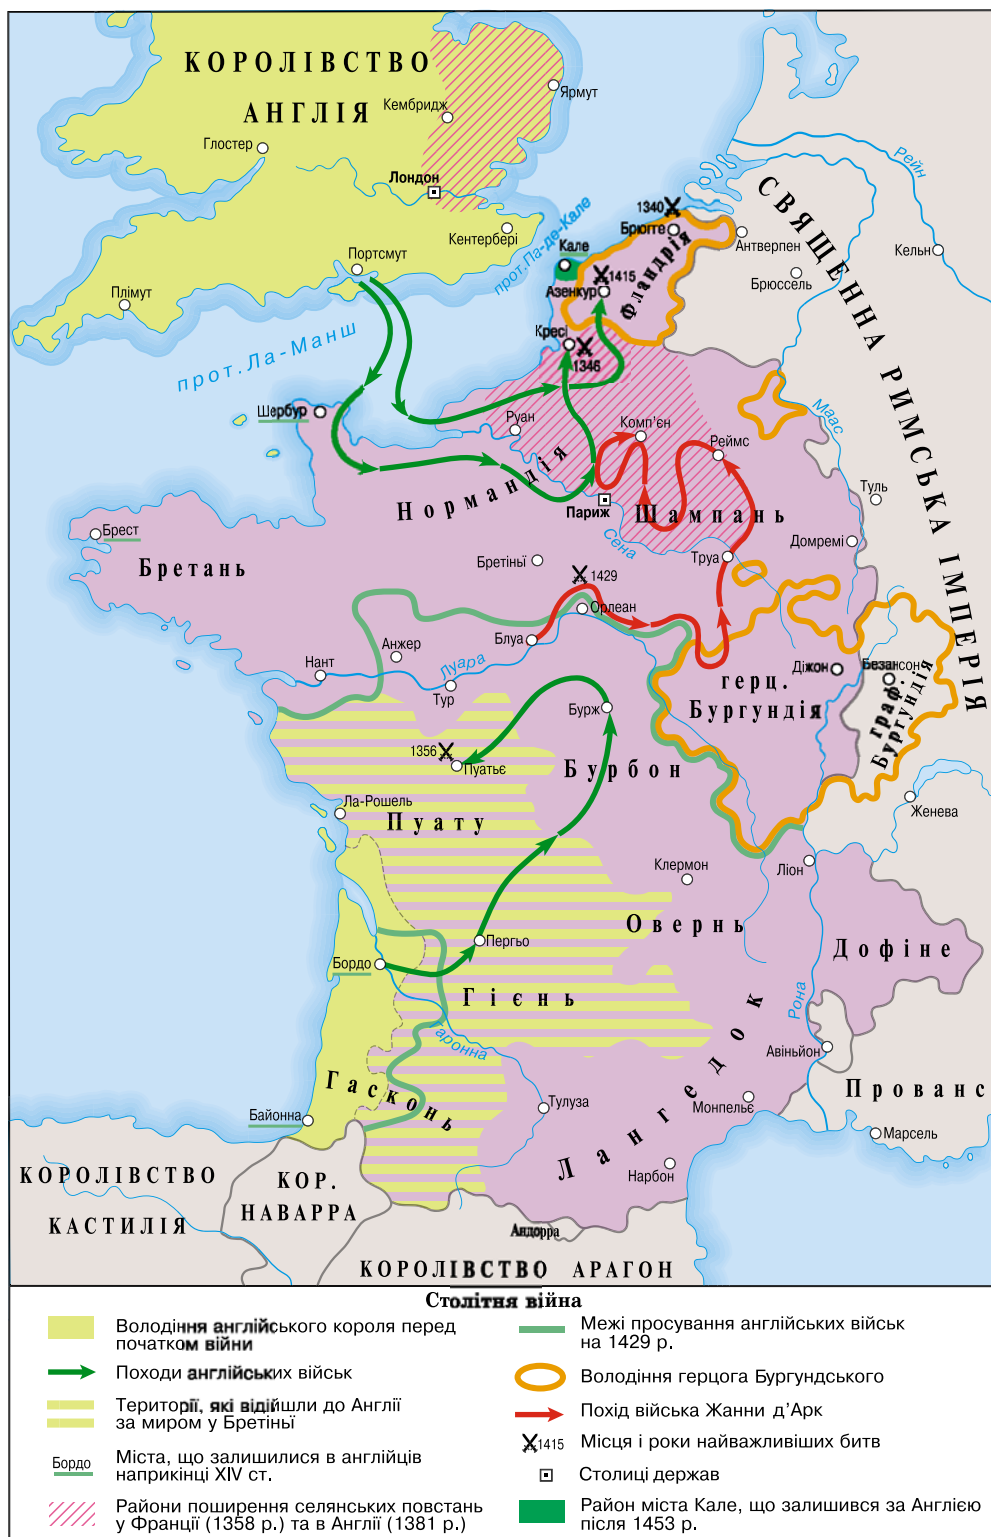 КОРОЛІВСТВО
АНГЛІЯ
Ярмут
Кембридж
Глостер
Лондон
Кентербері
Портсмут
Плімут
прот. Па-де-Кале
прот. Ла-Манш
Рейн
СВЯЩЕННА РИМСЬКА ІМПЕРІЯ
1340
Брюгге
Антверпен
Кельн
Кале
1415
Брюссель
Азенкур
Фландрія
Кресі
1346
Шербур
Руан
Комп'єн
Реймс
Маас
Нормандія
Париж
Шампань
Туль
Сена
Домремі
Брест
Бретань
Бретіньї
Труа
1429
Орлеан
Блуа
Анжер
Луара
Нант
Тур
Діжон
Безансон
герц.
Бургундія
граф.
Бургундія
Бурж
1356
Пуатьє
Бурбон
Ла-Рошель
Пуату
Женева
Клермон
Ліон
Овернь
Дофіне
Пергьо
Бордо
Гієнь
Гаронна
Рона
Авіньйон
Гасконь
Прованс
Лангедок
Монпельє
Тулуза
Байонна
Марсель
Нарбон
КОРОЛІВСТВО
КАСТИЛІЯ
КОР.
НАВАРРА
Андорра
КОРОЛІВСТВО АРАГОН
Столітня війна
Володіння англійського короля перед
початком війни
Походи англійських військ
Території, які відійшли до Англії
за миром у Бретіньї
Бордо
Міста, що залишилися в англійців
наприкінці XIV ст.
Райони поширення селянських повстань
у Франції (1358 р.) та в Англії (1381 р.)
Межі просування англійських військ
на 1429 р.
Володіння герцога Бургундського
Похід війська Жанни д'Арк
1415
Місця і роки найважливіших битв
Столиці держав
Район міста Кале, що залишився за Англією
після 1453 р.